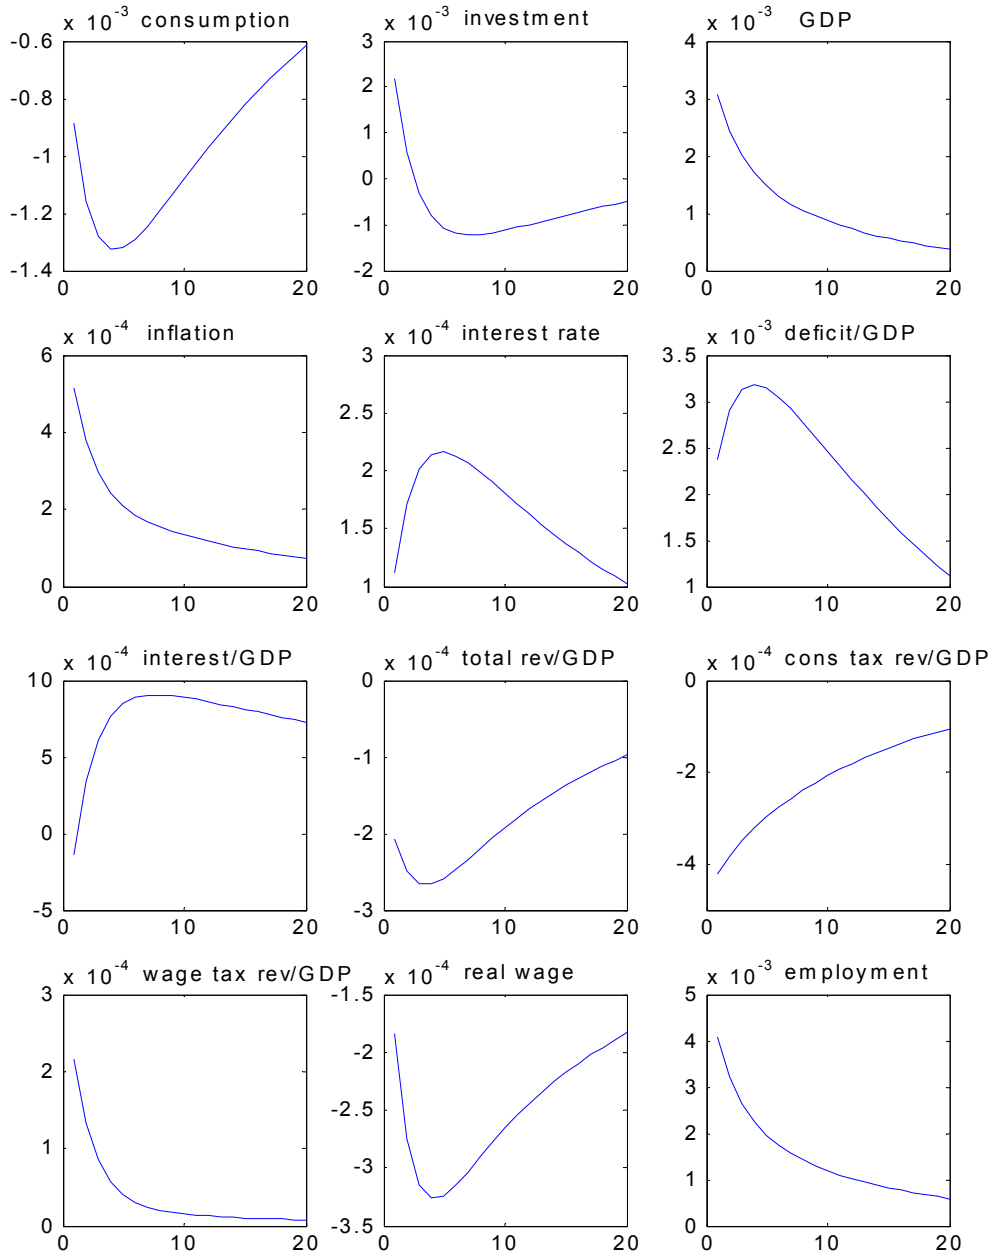 x 10^-3 consumption
-0.6
-0.8
-1
-1.2
-1.4
0 10 20
x 10^-3 investment
3
2
1
0
-1
-2
0 10 20
x 10^-3 GDP
4
3
2
1
0
0 10 20
x 10^-4 inflation
6
4
2
0
0 10 20
x 10^-4 interest rate
3
2.5
2
1.5
1
0 10 20
x 10^-3 deficit/GDP
3.5
3
2.5
2
1.5
1
0 10 20
x 10^-4 interest/GDP
10
5
0
-5
0 10 20
x 10^-4 total rev/GDP
0
-1
-2
-3
0 10 20
x 10^-4 cons tax rev/GDP
0
-2
-4
0 10 20
x 10^-4 wage tax rev/GDP
3
2
1
0
0 10 20
x 10^-4 real wage
-1.5
-2
-2.5
-3
-3.5
0 10 20
x 10^-3 employment
5
4
3
2
1
0
0 10 20